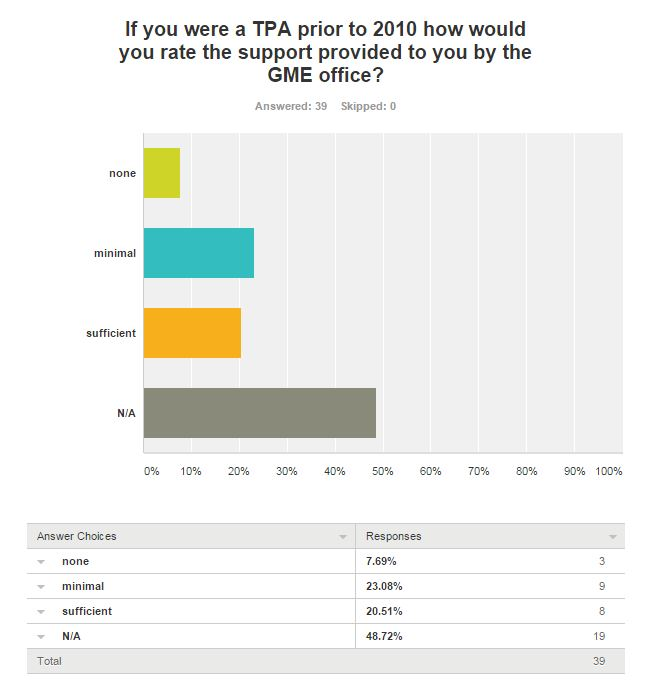 If you were a TPA prior to 2010 how would
you rate the support provided to you by the
GME office?
Answered: 39 Skipped: 0
none
minimal
sufficient
N/A
0% 10% 20% 30% 40% 50% 60% 70% 80% 90% 100%
Answer Choices Responses
none 7.69% 3
minimal 23.08% 9
sufficient 20.51% 8
N/A 48.72% 19
Total 39